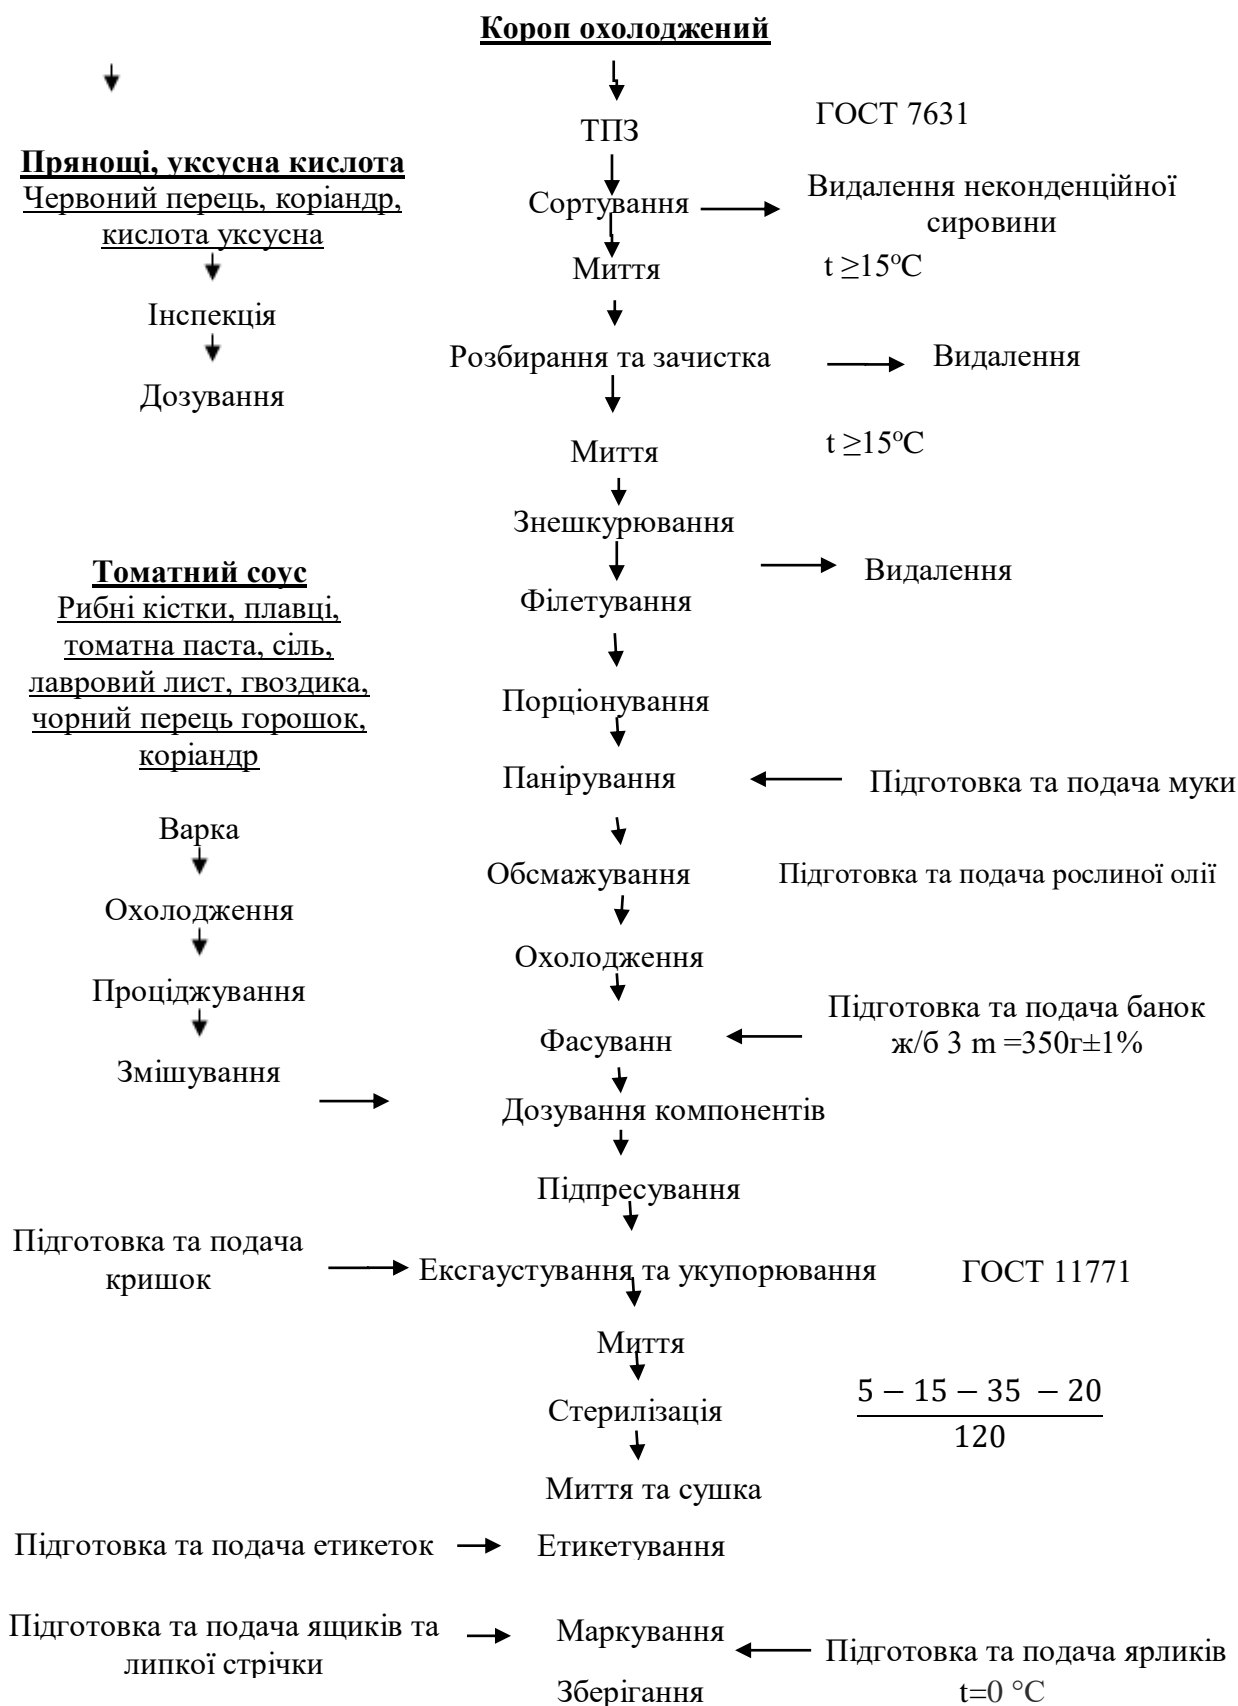 Короп охолоджений
ТПЗ
ГОСТ 7631
Прянощі, уксусна кислота
Червоний перець, коріандр,
кислота уксусна
Сортування
Видалення неконденційної
сировини
Миття
t ≥15ºС
Інспекція
Розбирання та зачистка
Видалення
Дозування
Миття
t ≥15ºС
Знешкурювання
Видалення
Томатний соус
Рибні кістки, плавці,
томатна паста, сіль,
лавровий лист, гвоздика,
чорний перець горошок,
коріандр
Філетування
Порціонування
Панірування
Підготовка та подача муки
Варка
Обсмажування
Підготовка та подача рослиної олії
Охолодження
Охолодження
Проціджування
Фасуванн
Підготовка та подача банок
ж/б 3 m =350г±1%
Змішування
Дозування компонентів
Підпресування
Підготовка та подача
кришок
Ексгаустування та укупорювання
ГОСТ 11771
Миття
Стерилізація
5 – 15 – 35 – 20
120
Миття та сушка
Підготовка та подача етикеток
Етикетування
Підготовка та подача ящиків та
липкої стрічки
Маркування
Підготовка та подача ярликів
Зберігання
t=0 °C